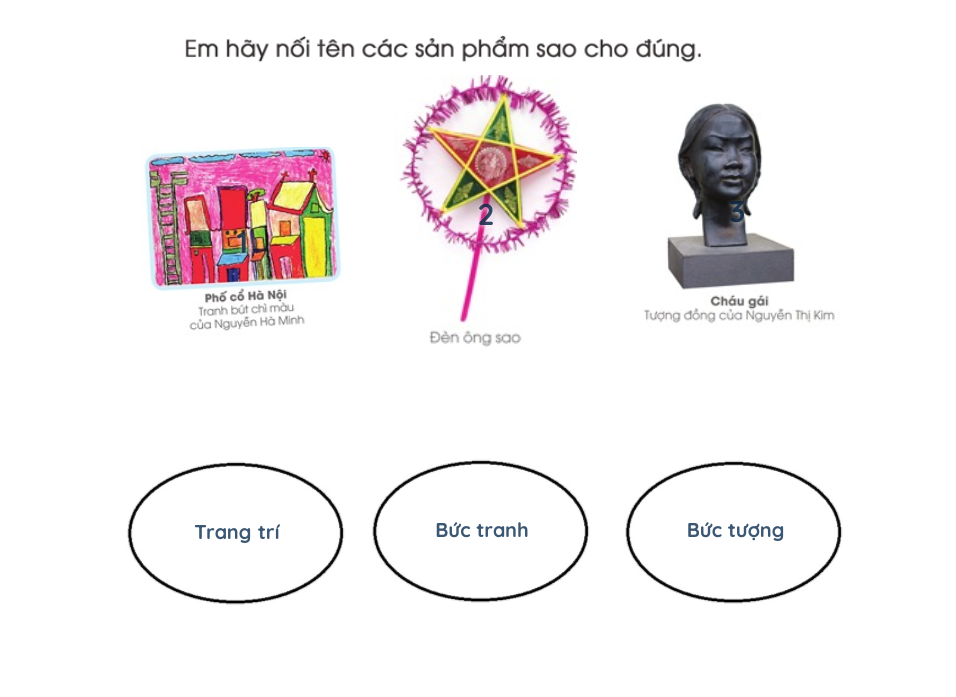 Em hãy nối tên các sản phẩm sao cho đúng.
1
2
3
Phố cổ Hà Nội
Tranh bút chì màu
của Nguyễn Hà Minh
Đèn ông sao
Cháu gái
Tượng đồng của Nguyễn Thị Kim
Trang trí
Bức tranh
Bức tượng